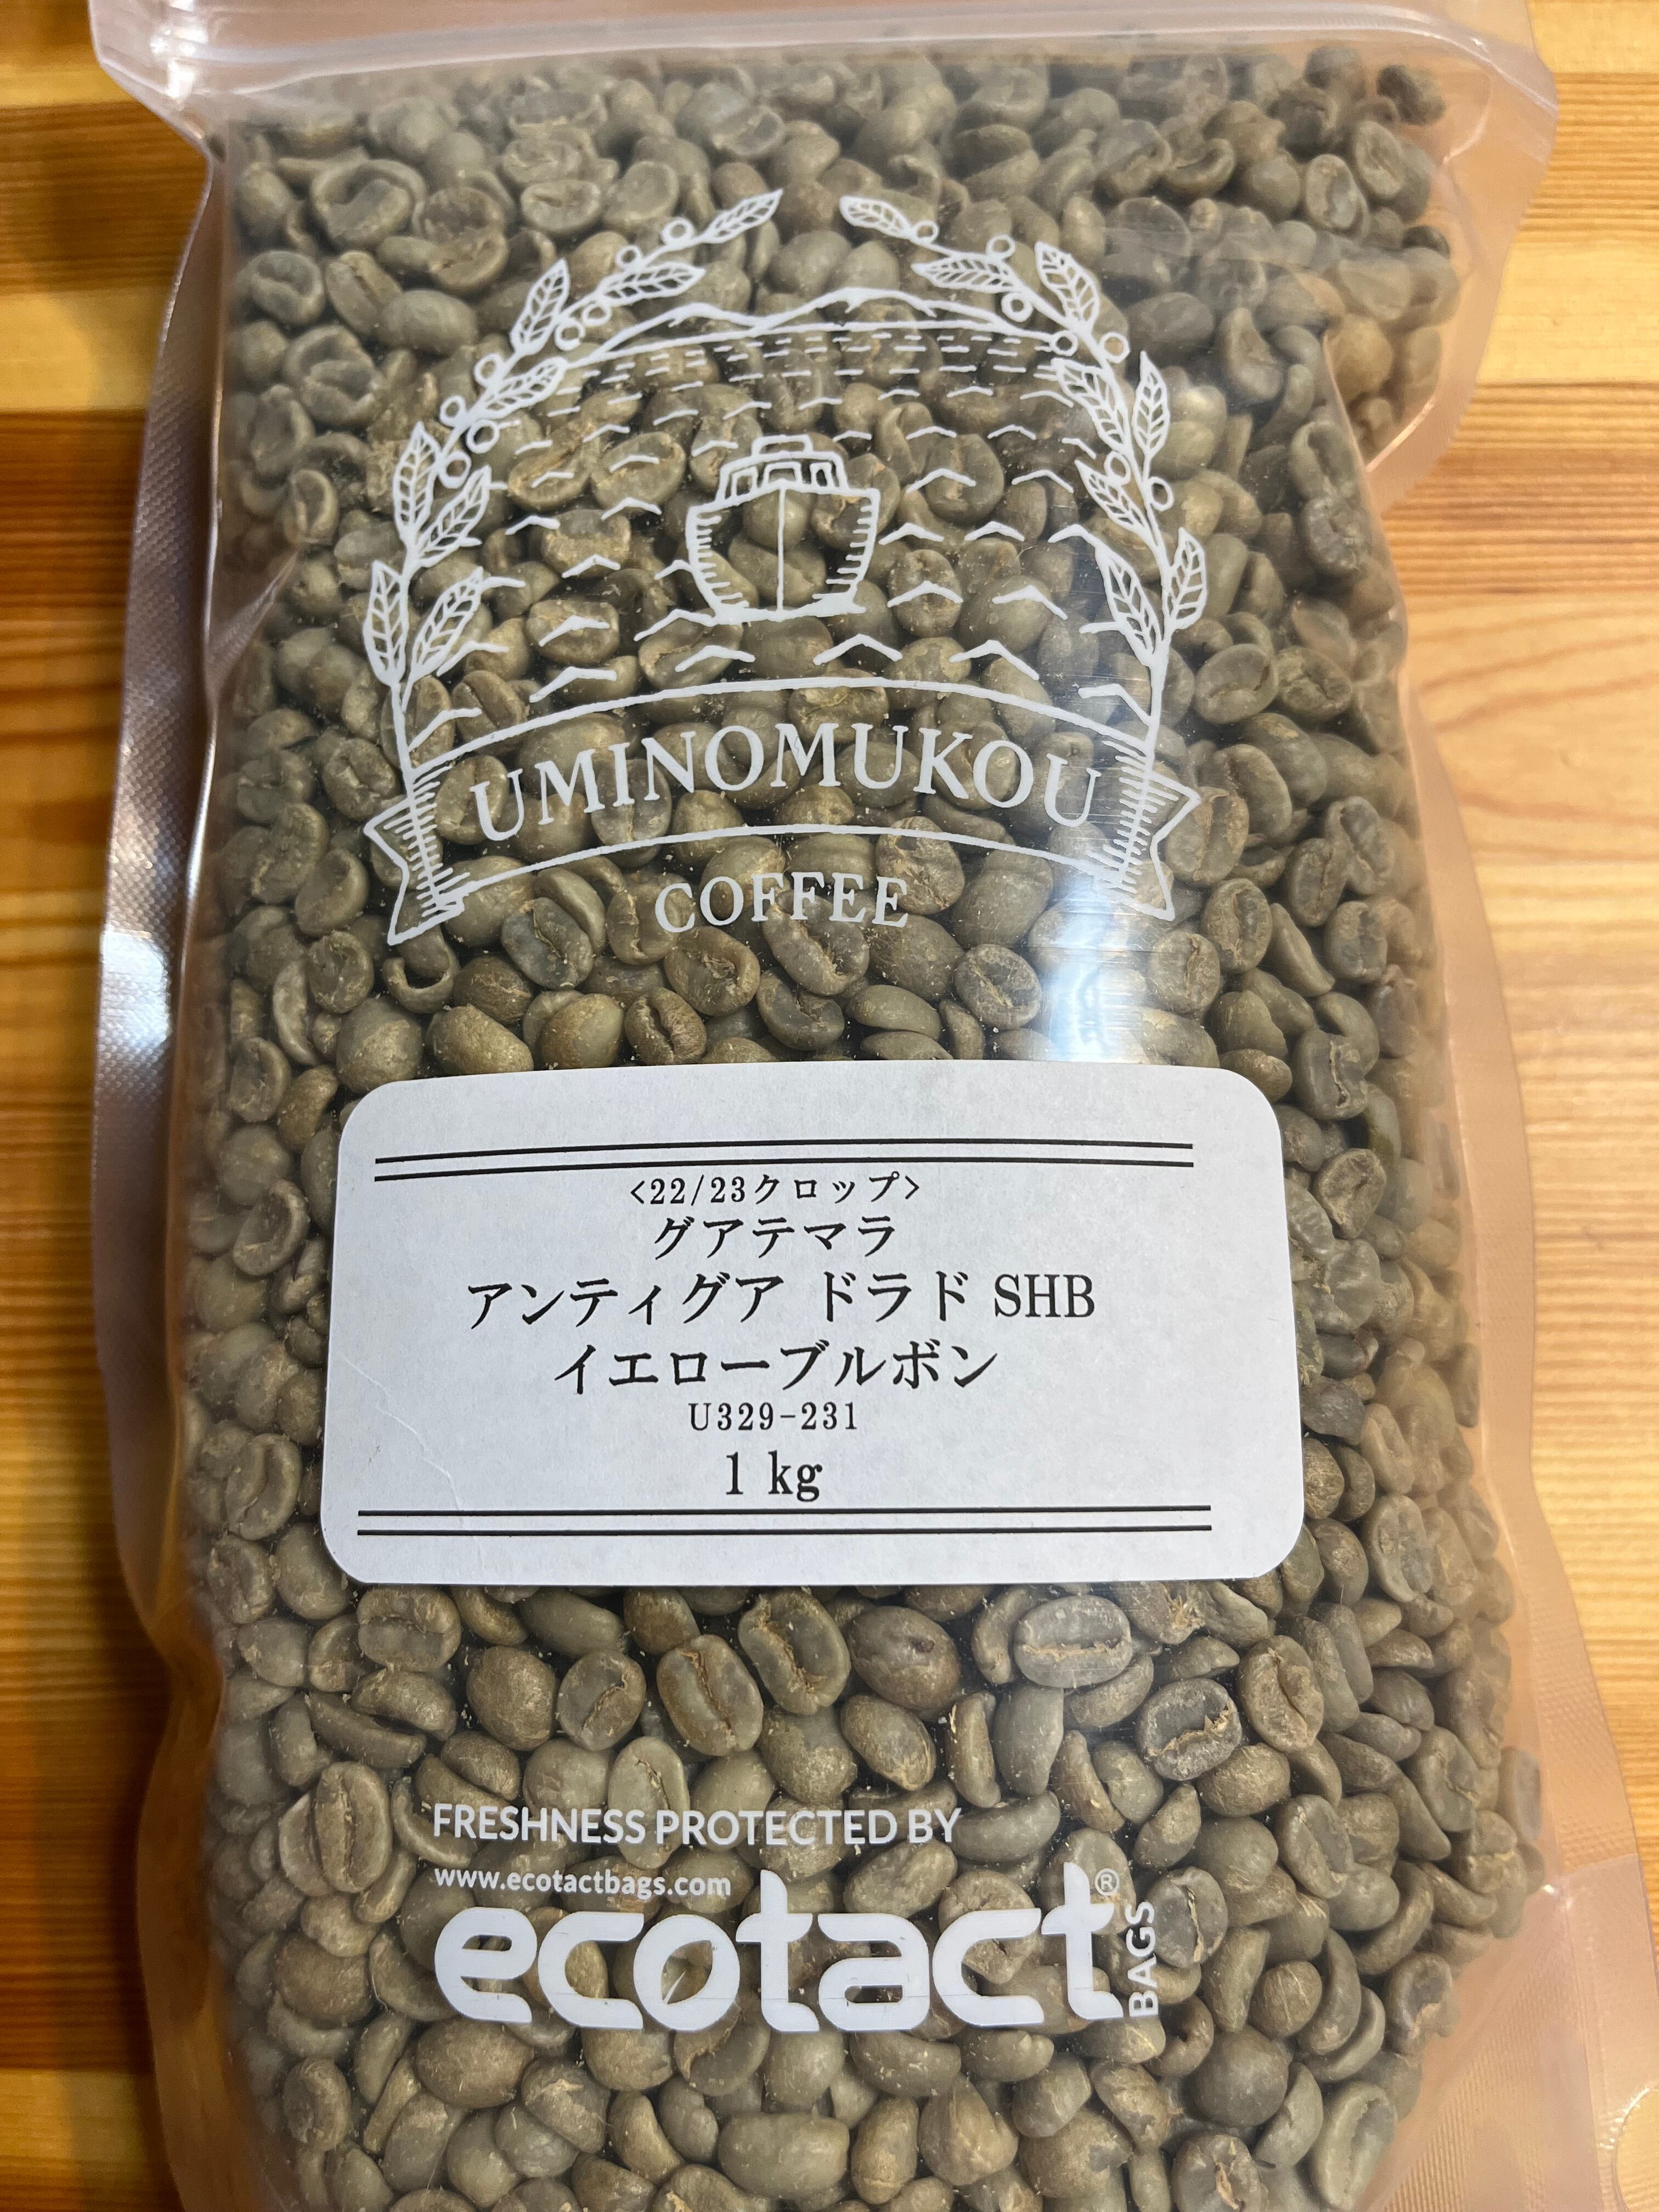 UMINOMUKOU
COFFEE
<22/23クロップ>
グアテマラ
アンティグア ドラド SHB
イエローブルボン
U329-231
1 kg
FRESHNESS PROTECTED BY
www.ecotactbags.com
ecotact®
BAGS